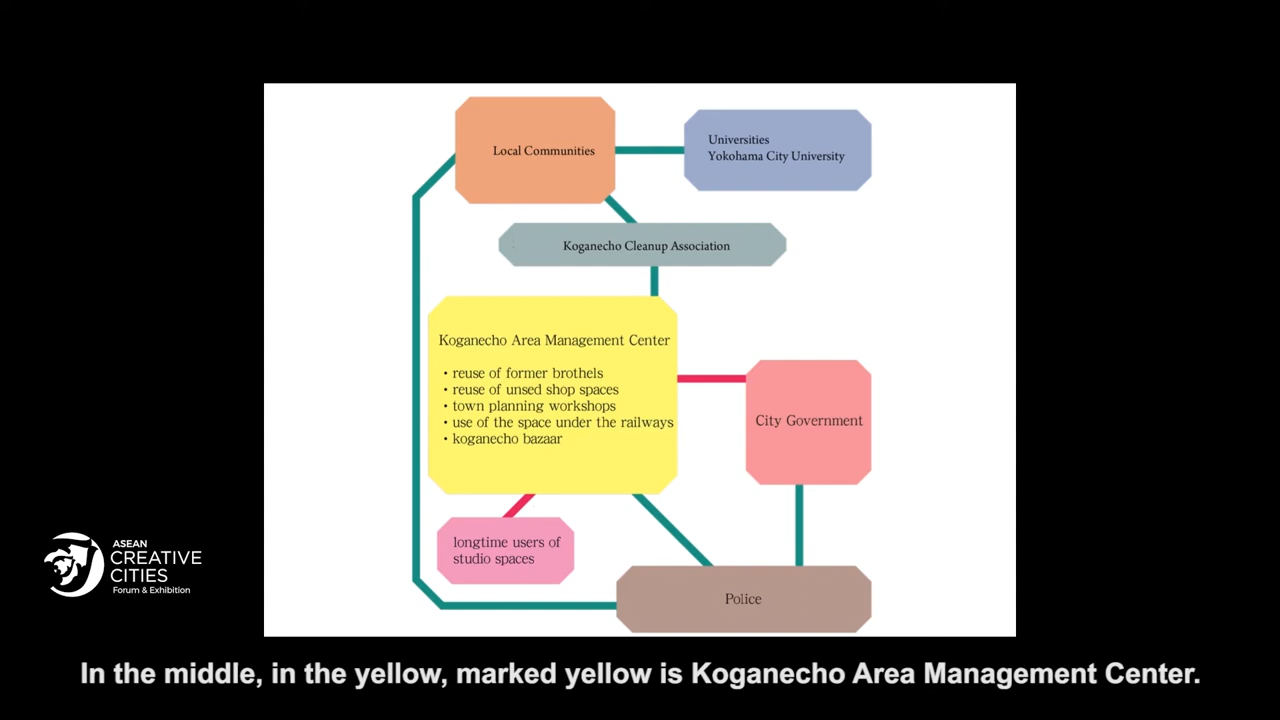 Local Communities
Universities
Yokohama City University
Koganecho Cleanup Association
Koganecho Area Management Center
• reuse of former brothels
• reuse of unsed shop spaces
• town planning workshops
• use of the space under the railways
• koganecho bazaar
City Government
longtime users of
studio spaces
Police
ASEAN
CREATIVE
CITIES
Forum & Exhibition
In the middle, in the yellow, marked yellow is Koganecho Area Management Center.